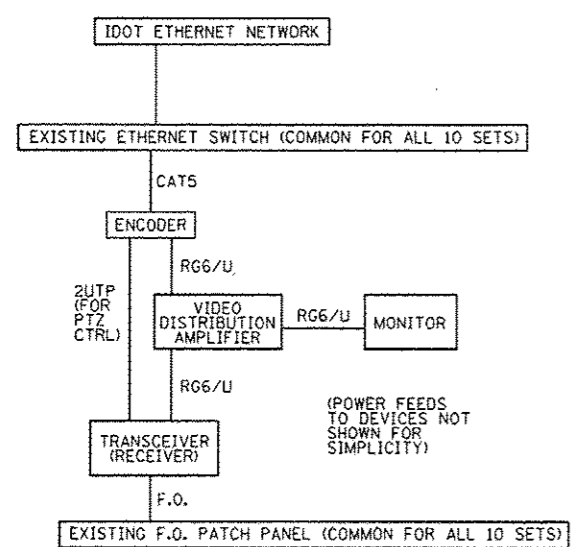 IDOT ETHERNET NETWORK
EXISTING ETHERNET SWITCH (COMMON FOR ALL 10 SETS)
CAT5
ENCODER
RG6/U
2UTP
(FOR
PTZ
CTRL)
VIDEO
DISTRIBUTION
AMPLIFIER
RG6/U
MONITOR
RG6/U
(POWER FEEDS
TO DEVICES NOT
SHOWN FOR
SIMPLICITY)
TRANSCEIVER
(RECEIVER)
F.O.
EXISTING F.O. PATCH PANEL (COMMON FOR ALL 10 SETS)